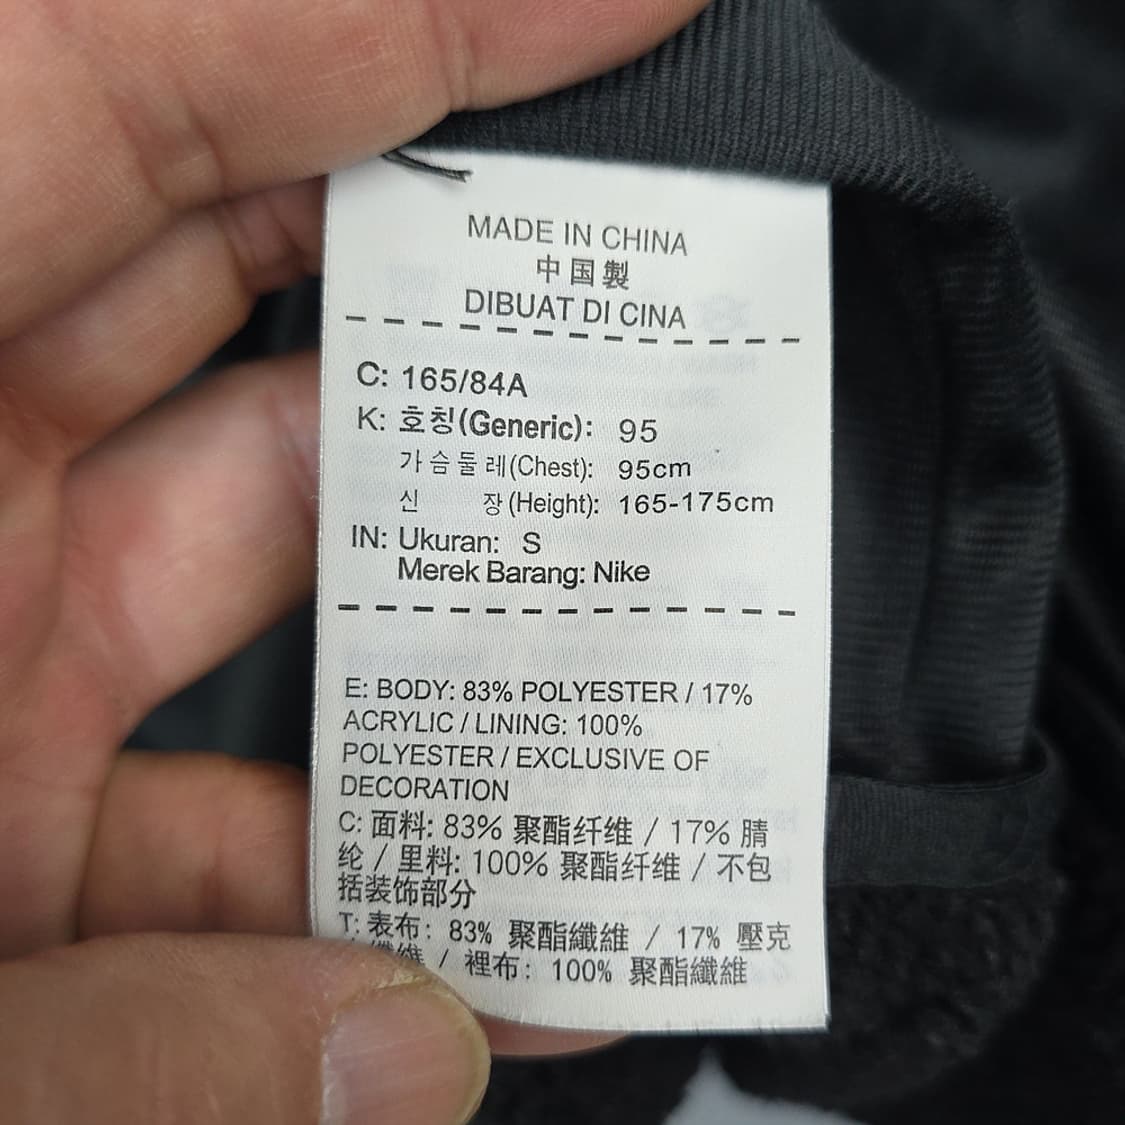 MADE IN CHINA
中国製
DIBUAT DI CINA
C: 165/84A
K: 호칭(Generic): 95
가슴둘레(Chest): 95cm
신 장(Height): 165-175cm
IN: Ukuran: S
Merek Barang: Nike
E: BODY: 83% POLYESTER / 17%
ACRYLIC / LINING: 100%
POLYESTER / EXCLUSIVE OF
DECORATION
C: 面料: 83% 聚酯纤维 / 17% 腈
纶 / 里料: 100% 聚酯纤维 / 不包
括装饰部分
T: 表布: 83% 聚酯纖維 / 17% 壓克
纖維 / 裡布: 100% 聚酯纖維